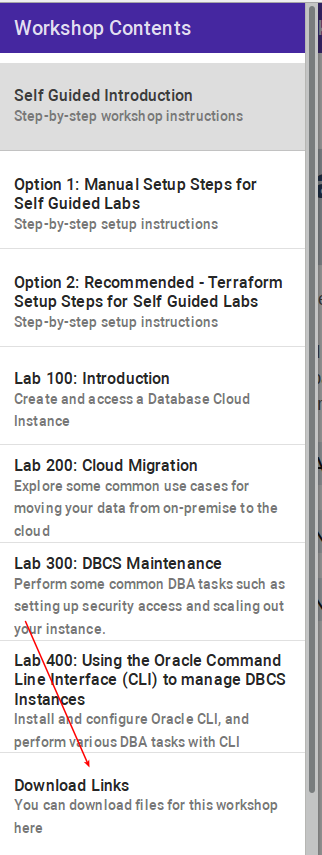 Workshop Contents
Self Guided Introduction
Step-by-step workshop instructions
Option 1: Manual Setup Steps for
Self Guided Labs
Step-by-step setup instructions
Option 2: Recommended - Terraform
Setup Steps for Self Guided Labs
Step-by-step setup instructions
Lab 100: Introduction
Create and access a Database Cloud
Instance
Lab 200: Cloud Migration
Explore some common use cases for
moving your data from on-premise to the
cloud
Lab 300: DBCS Maintenance
Perform some common DBA tasks such as
setting up security access and scaling out
your instance.
Lab 400: Using the Oracle Command
Line Interface (CLI) to manage DBCS
Instances
Install and configure Oracle CLI, and
perform various DBA tasks with CLI
Download Links
You can download files for this workshop
here